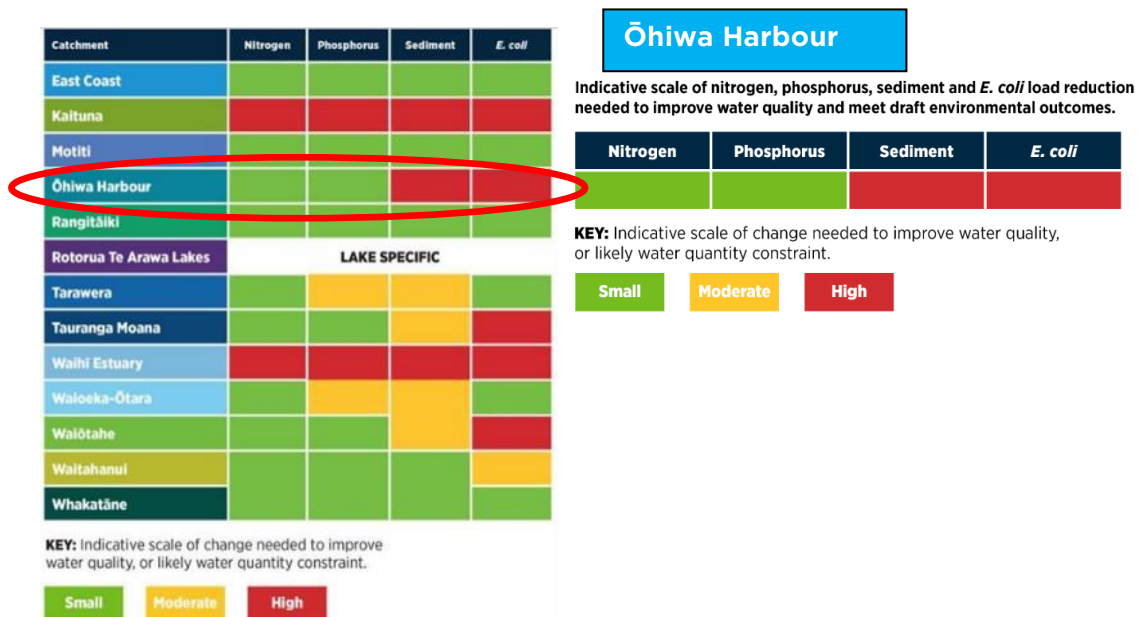 Catchment Nitrogen Phosphorus Sediment E. coli
East Coast
Kaituna
Motiti
Ōhiwa Harbour
Rangitāiki
Rotorua Te Arawa Lakes LAKE SPECIFIC
Tarawera
Tauranga Moana
Waihī Estuary
Waioeka-Ōtara
Waiōtahe
Waitahanui
Whakatāne
KEY: Indicative scale of change needed to improve
water quality, or likely water quantity constraint.
Small Moderate High
Ōhiwa Harbour
Indicative scale of nitrogen, phosphorus, sediment and E. coli load reduction
needed to improve water quality and meet draft environmental outcomes.
Nitrogen Phosphorus Sediment E. coli
KEY: Indicative scale of change needed to improve water quality,
or likely water quantity constraint.
Small Moderate High